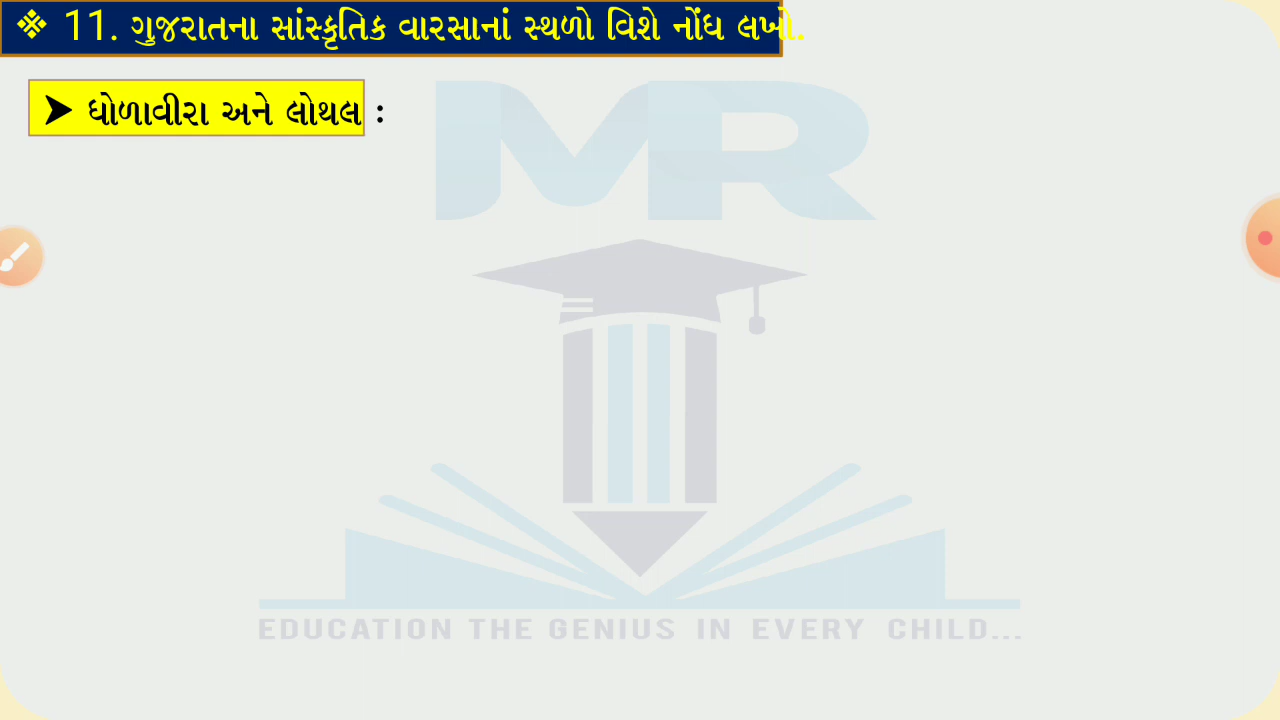 ❖ 11. ગુજરાતના સાંસ્કૃતિક વારસાનાં સ્થળો વિશે નોંધ લખો.
➤ ધોળાવીરા અને લોથલ :
MR
EDUCATION THE GENIUS IN EVERY CHILD...